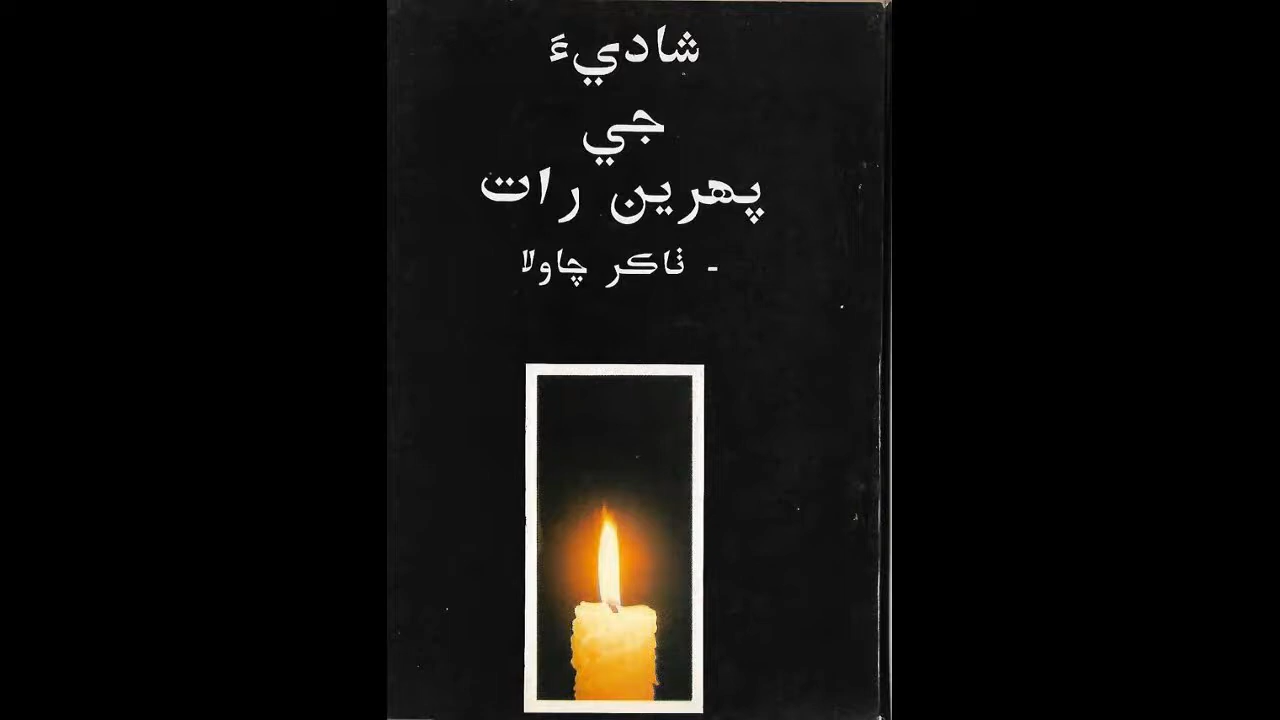 شاديءَ
جي
پهرين رات
- ٺاڪر چاولا